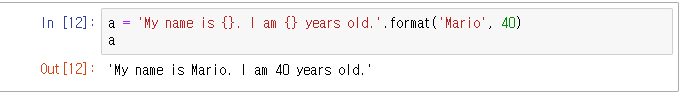 In [12]: a = 'My name is {}. I am {} years old.'.format('Mario', 40)
a
Out[12]: 'My name is Mario. I am 40 years old.'